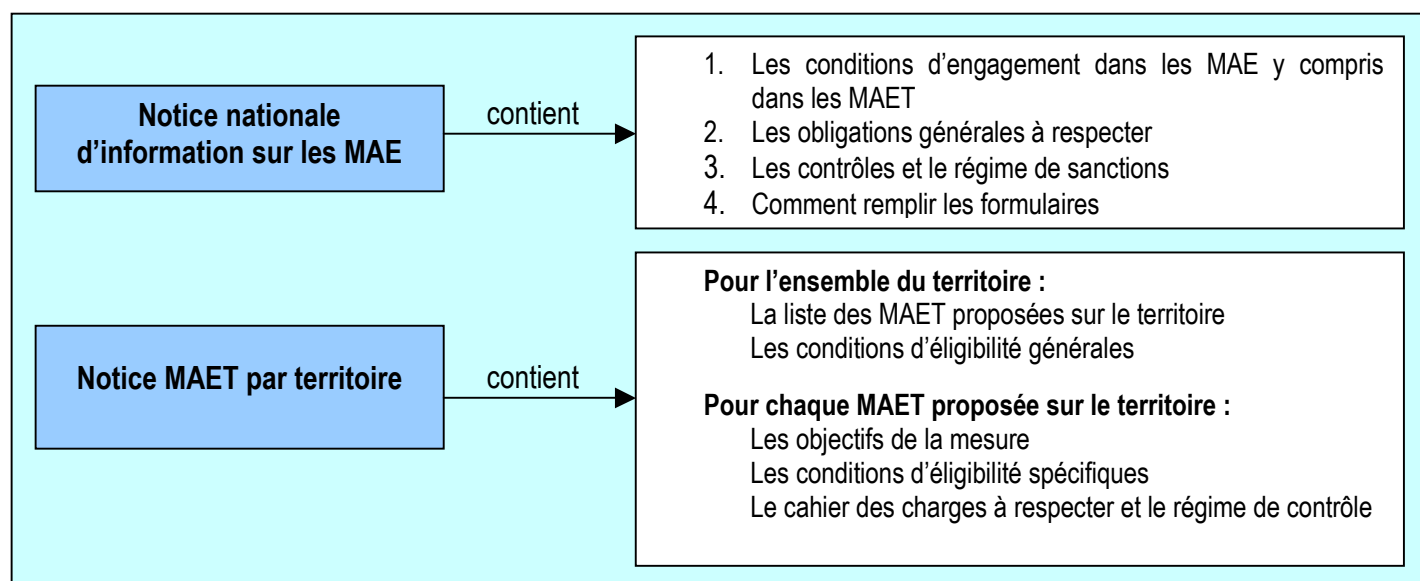 Notice nationale
d'information sur les MAE
contient
1. Les conditions d'engagement dans les MAE y compris
dans les MAET
2. Les obligations générales à respecter
3. Les contrôles et le régime de sanctions
4. Comment remplir les formulaires
Notice MAET par territoire
contient
Pour l'ensemble du territoire :
La liste des MAET proposées sur le territoire
Les conditions d'éligibilité générales
Pour chaque MAET proposée sur le territoire :
Les objectifs de la mesure
Les conditions d'éligibilité spécifiques
Le cahier des charges à respecter et le régime de contrôle